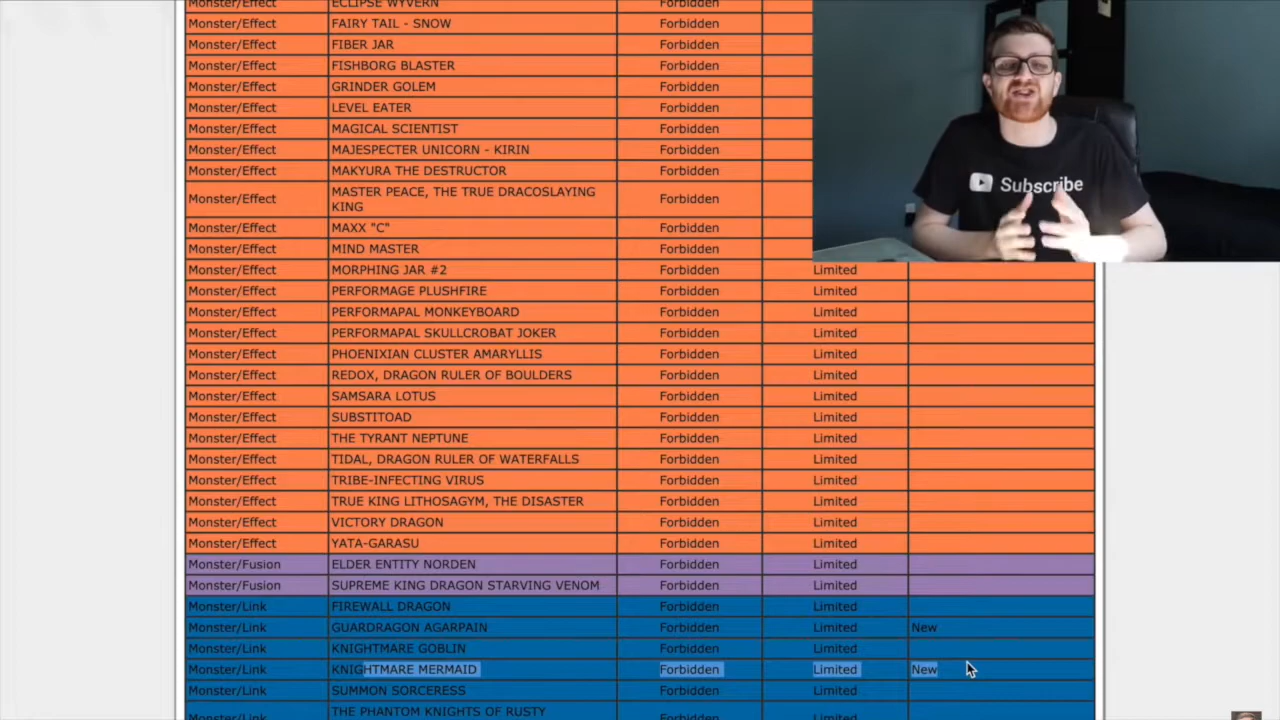 Monster/Effect ECLIPSE WYVERN Forbidden
Monster/Effect FAIRY TAIL - SNOW Forbidden
Monster/Effect FIBER JAR Forbidden
Monster/Effect FISHBORG BLASTER Forbidden
Monster/Effect GRINDER GOLEM Forbidden
Monster/Effect LEVEL EATER Forbidden
Monster/Effect MAGICAL SCIENTIST Forbidden
Monster/Effect MAJESPECTER UNICORN - KIRIN Forbidden
Monster/Effect MAKYURA THE DESTRUCTOR Forbidden
Monster/Effect MASTER PEACE, THE TRUE DRACOSLAYING Forbidden
KING
Monster/Effect MAXX "C" Forbidden
Monster/Effect MIND MASTER Forbidden
Monster/Effect MORPHING JAR #2 Forbidden Limited
Monster/Effect PERFORMAGE PLUSHFIRE Forbidden Limited
Monster/Effect PERFORMAPAL MONKEYBOARD Forbidden Limited
Monster/Effect PERFORMAPAL SKULLCROBAT JOKER Forbidden Limited
Monster/Effect PHOENIXIAN CLUSTER AMARYLLIS Forbidden Limited
Monster/Effect REDOX, DRAGON RULER OF BOULDERS Forbidden Limited
Monster/Effect SAMSARA LOTUS Forbidden Limited
Monster/Effect SUBSTITOAD Forbidden Limited
Monster/Effect THE TYRANT NEPTUNE Forbidden Limited
Monster/Effect TIDAL, DRAGON RULER OF WATERFALLS Forbidden Limited
Monster/Effect TRIBE-INFECTING VIRUS Forbidden Limited
Monster/Effect TRUE KING LITHOSAGYM, THE DISASTER Forbidden Limited
Monster/Effect VICTORY DRAGON Forbidden Limited
Monster/Effect YATA-GARASU Forbidden Limited
Monster/Fusion ELDER ENTITY NORDEN Forbidden Limited
Monster/Fusion SUPREME KING DRAGON STARVING VENOM Forbidden Limited
Monster/Link FIREWALL DRAGON Forbidden Limited
Monster/Link GUARDRAGON AGARPAIN Forbidden Limited New
Monster/Link KNIGHTMARE GOBLIN Forbidden Limited
Monster/Link KNIGHTMARE MERMAID Forbidden Limited New
Monster/Link SUMMON SORCERESS Forbidden Limited
Monster/Link THE PHANTOM KNIGHTS OF RUSTY Forbidden Limited
Subscribe